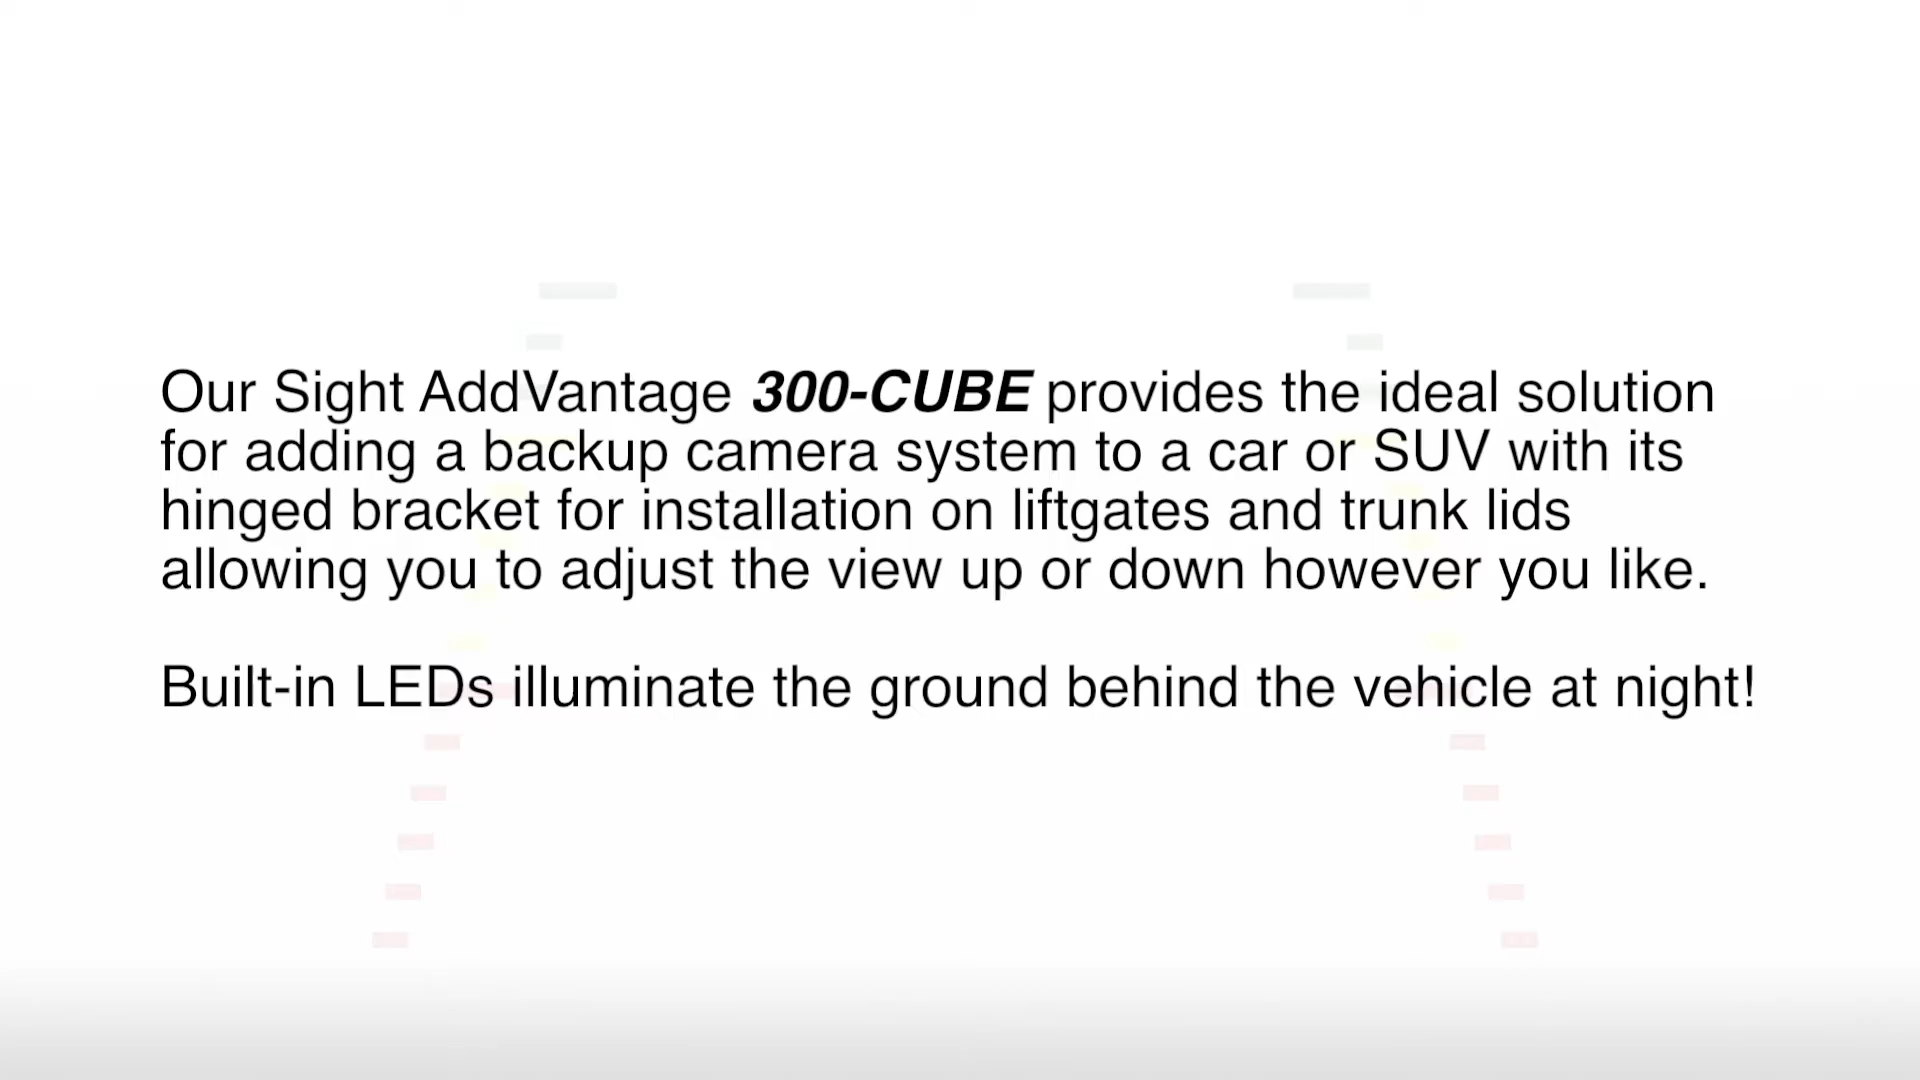 Our Sight AddVantage 300-CUBE provides the ideal solution
for adding a backup camera system to a car or SUV with its
hinged bracket for installation on liftgates and trunk lids
allowing you to adjust the view up or down however you like.
Built-in LEDs illuminate the ground behind the vehicle at night!